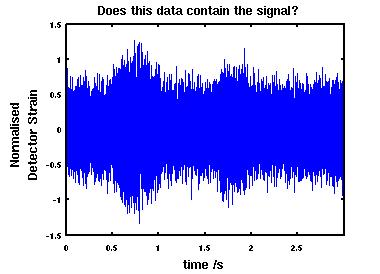 Does this data contain the signal?
1.5
1
0.5
0
-0.5
-1
-1.5
Normalised
Detector Strain
0 0.5 1 1.5 2 2.5
time /s